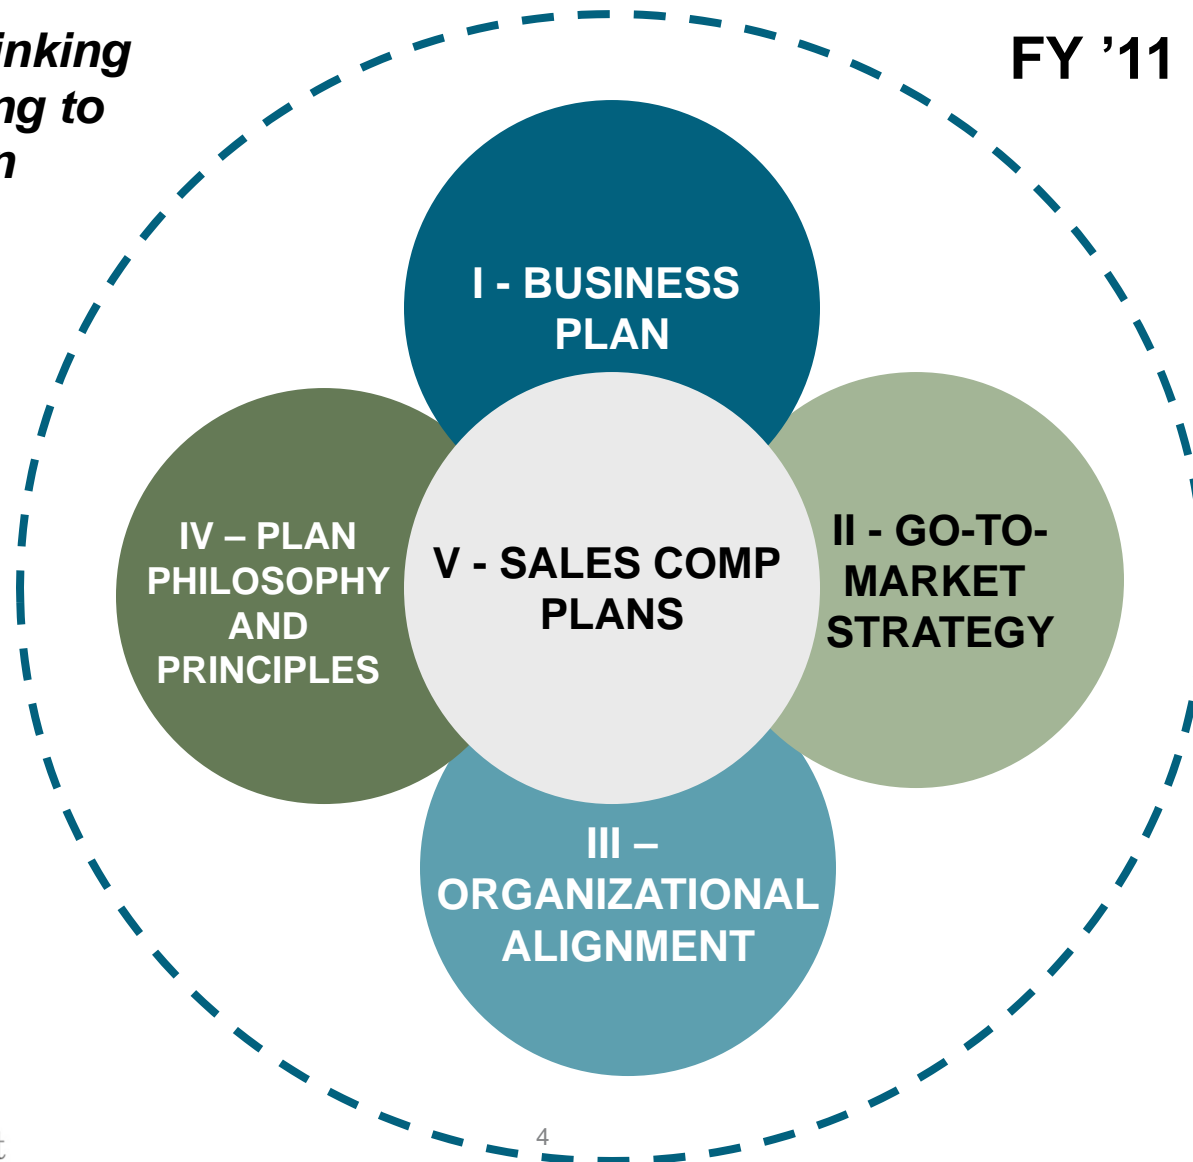 inking
ng to
n
FY ’11
I - BUSINESS
PLAN
IV – PLAN
PHILOSOPHY
AND
PRINCIPLES
V - SALES COMP
PLANS
II - GO-TO-
MARKET
STRATEGY
III –
ORGANIZATIONAL
ALIGNMENT
4
t